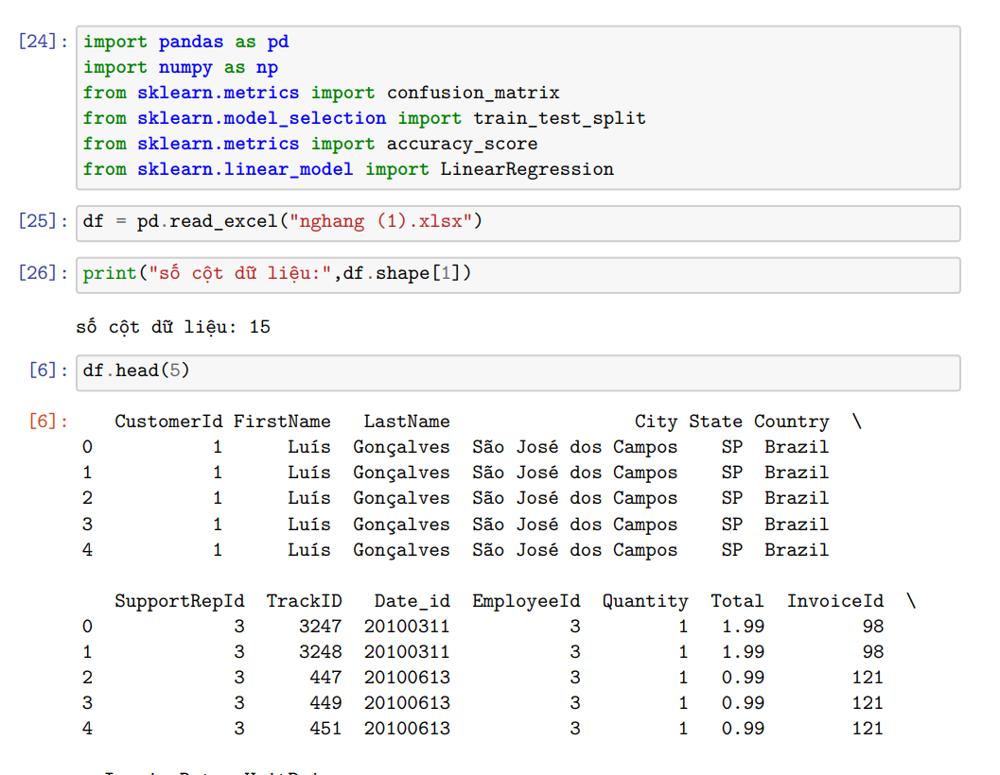 [24]: import pandas as pd
import numpy as np
from sklearn.metrics import confusion_matrix
from sklearn.model_selection import train_test_split
from sklearn.metrics import accuracy_score
from sklearn.linear_model import LinearRegression
[25]: df = pd.read_excel("nghang (1).xlsx")
[26]: print("số cột dữ liệu:",df.shape[1])
số cột dữ liệu: 15
[6]: df.head(5)
[6]: CustomerId FirstName LastName City State Country \
0 1 Luís Gonçalves São José dos Campos SP Brazil
1 1 Luís Gonçalves São José dos Campos SP Brazil
2 1 Luís Gonçalves São José dos Campos SP Brazil
3 1 Luís Gonçalves São José dos Campos SP Brazil
4 1 Luís Gonçalves São José dos Campos SP Brazil
SupportRepId TrackID Date_id EmployeeId Quantity Total InvoiceId \
0 3 3247 20100311 3 1 1.99 98
1 3 3248 20100311 3 1 1.99 98
2 3 447 20100613 3 1 0.99 121
3 3 449 20100613 3 1 0.99 121
4 3 451 20100613 3 1 0.99 121